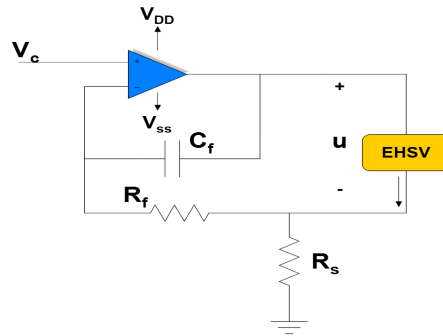 V_DD
V_c
+
-
V_ss
C_f
R_f
+
u
-
EHSV
R_s